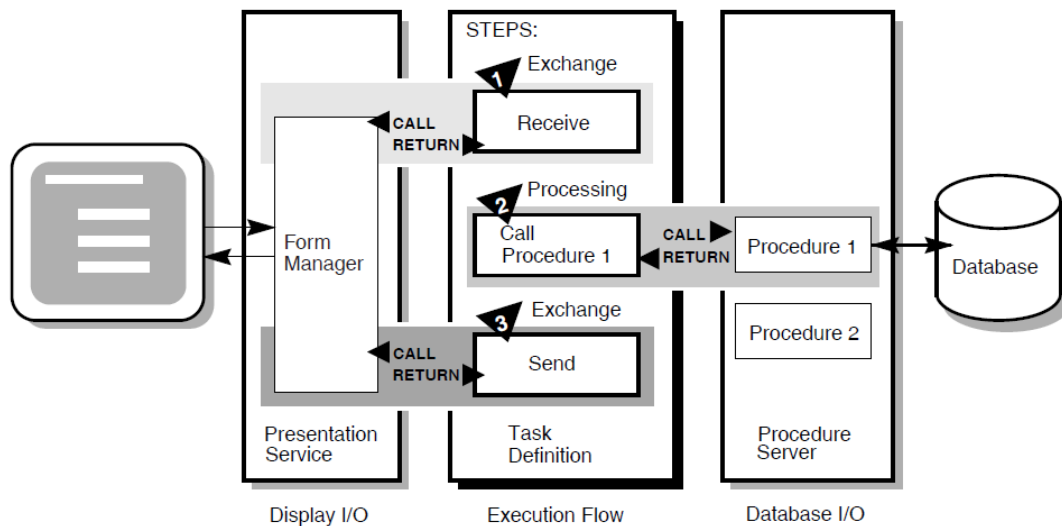 STEPS:
1
Exchange
Receive
CALL
RETURN
2
Processing
Call
Procedure 1
CALL
RETURN
Procedure 1
Database
Form
Manager
Procedure 2
3
Exchange
Send
CALL
RETURN
Presentation
Service
Task
Definition
Procedure
Server
Display I/O
Execution Flow
Database I/O